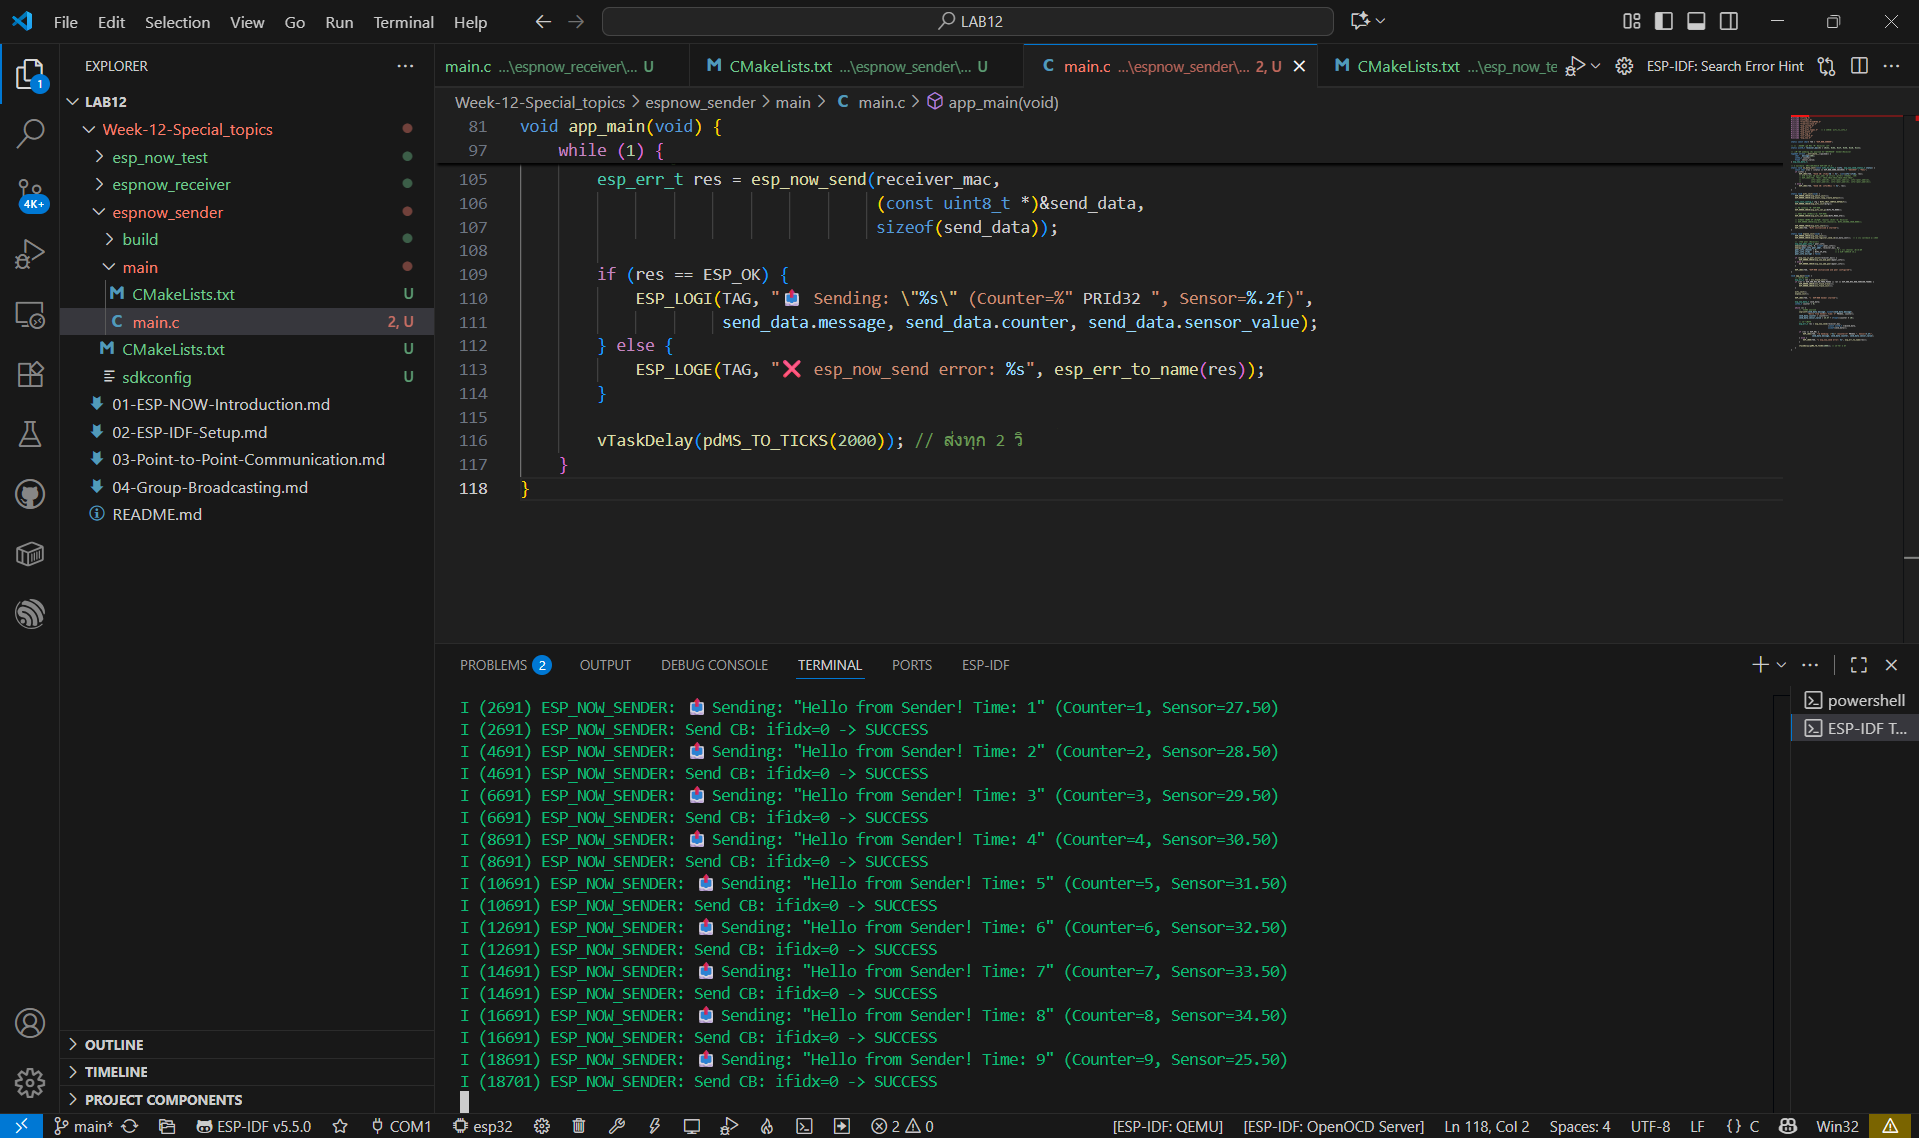 File Edit Selection View Go Run Terminal Help
LAB12
EXPLORER
LAB12
Week-12-Special_topics
esp_now_test
espnow_receiver
espnow_sender
build
main
CMakeLists.txt U
C main.c 2, U
CMakeLists.txt U
sdkconfig U
01-ESP-NOW-Introduction.md
02-ESP-IDF-Setup.md
03-Point-to-Point-Communication.md
04-Group-Broadcasting.md
README.md
OUTLINE
TIMELINE
PROJECT COMPONENTS
1
4K+
main.c ...\espnow_receiver\... U
CMakeLists.txt ...\espnow_sender\... U
C main.c ...\espnow_sender\... 2, U
CMakeLists.txt ...\esp_now_te
ESP-IDF: Search Error Hint
Week-12-Special_topics > espnow_sender > main > C main.c > app_main(void)
81 void app_main(void) {
97 while (1) {
105 esp_err_t res = esp_now_send(receiver_mac,
106 (const uint8_t *)&send_data,
107 sizeof(send_data));
108
109 if (res == ESP_OK) {
110 ESP_LOGI(TAG, "📤 Sending: \"%s\" (Counter=%" PRId32 ", Sensor=%.2f)",
111 send_data.message, send_data.counter, send_data.sensor_value);
112 } else {
113 ESP_LOGE(TAG, "❌ esp_now_send error: %s", esp_err_to_name(res));
114 }
115
116 vTaskDelay(pdMS_TO_TICKS(2000)); // ส่งทุก 2 วิ
117 }
118 }
PROBLEMS 2 OUTPUT DEBUG CONSOLE TERMINAL PORTS ESP-IDF
powershell
ESP-IDF T...
I (2691) ESP_NOW_SENDER: 📤 Sending: "Hello from Sender! Time: 1" (Counter=1, Sensor=27.50)
I (2691) ESP_NOW_SENDER: Send CB: ifidx=0 -> SUCCESS
I (4691) ESP_NOW_SENDER: 📤 Sending: "Hello from Sender! Time: 2" (Counter=2, Sensor=28.50)
I (4691) ESP_NOW_SENDER: Send CB: ifidx=0 -> SUCCESS
I (6691) ESP_NOW_SENDER: 📤 Sending: "Hello from Sender! Time: 3" (Counter=3, Sensor=29.50)
I (6691) ESP_NOW_SENDER: Send CB: ifidx=0 -> SUCCESS
I (8691) ESP_NOW_SENDER: 📤 Sending: "Hello from Sender! Time: 4" (Counter=4, Sensor=30.50)
I (8691) ESP_NOW_SENDER: Send CB: ifidx=0 -> SUCCESS
I (10691) ESP_NOW_SENDER: 📤 Sending: "Hello from Sender! Time: 5" (Counter=5, Sensor=31.50)
I (10691) ESP_NOW_SENDER: Send CB: ifidx=0 -> SUCCESS
I (12691) ESP_NOW_SENDER: 📤 Sending: "Hello from Sender! Time: 6" (Counter=6, Sensor=32.50)
I (12691) ESP_NOW_SENDER: Send CB: ifidx=0 -> SUCCESS
I (14691) ESP_NOW_SENDER: 📤 Sending: "Hello from Sender! Time: 7" (Counter=7, Sensor=33.50)
I (14691) ESP_NOW_SENDER: Send CB: ifidx=0 -> SUCCESS
I (16691) ESP_NOW_SENDER: 📤 Sending: "Hello from Sender! Time: 8" (Counter=8, Sensor=34.50)
I (16691) ESP_NOW_SENDER: Send CB: ifidx=0 -> SUCCESS
I (18691) ESP_NOW_SENDER: 📤 Sending: "Hello from Sender! Time: 9" (Counter=9, Sensor=25.50)
I (18701) ESP_NOW_SENDER: Send CB: ifidx=0 -> SUCCESS
main* ESP-IDF v5.5.0 COM1 esp32 2 0 [ESP-IDF: QEMU] [ESP-IDF: OpenOCD Server] Ln 118, Col 2 Spaces: 4 UTF-8 LF {} C Win32